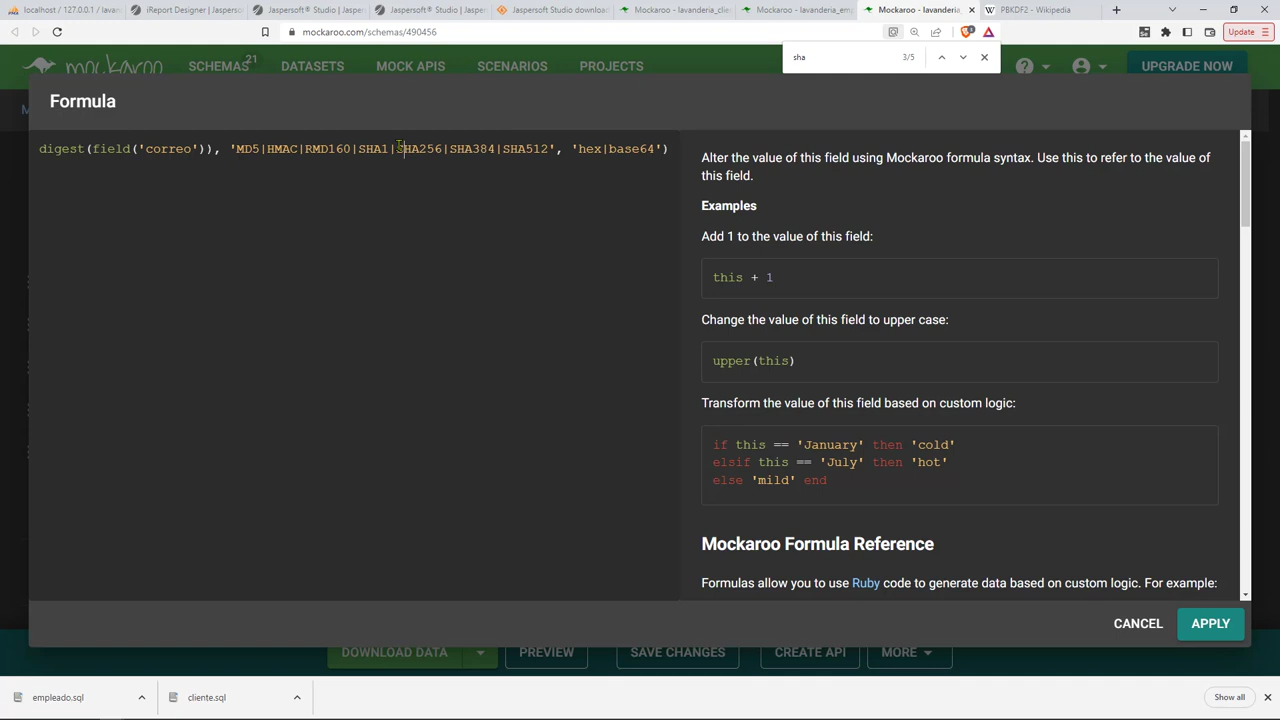 localhost / 127.0.0.1 / lavand
iReport Designer | Jaspersof
Jaspersoft® Studio | Jasper
Jaspersoft® Studio | Jasper
Jaspersoft Studio download
Mockaroo - lavanderia_clie
Mockaroo - lavanderia_emp
Mockaroo - lavanderia_
PBKDF2 - Wikipedia
mockaroo.com/schemas/490456
Update
sha
3/5
mockaroo
SCHEMAS 21
DATASETS
MOCK APIS
SCENARIOS
PROJECTS
UPGRADE NOW
Formula
digest(field('correo')), 'MD5|HMAC|RMD160|SHA1|SHA256|SHA384|SHA512', 'hex|base64')
Alter the value of this field using Mockaroo formula syntax. Use this to refer to the value
of this field.
Examples
Add 1 to the value of this field:
this + 1
Change the value of this field to upper case:
upper(this)
Transform the value of this field based on custom logic:
if this == 'January' then 'cold'
elsif this == 'July' then 'hot'
else 'mild' end
Mockaroo Formula Reference
Formulas allow you to use Ruby code to generate data based on custom logic. For example:
CANCEL
APPLY
DOWNLOAD DATA
PREVIEW
SAVE CHANGES
CREATE API
MORE
empleado.sql
cliente.sql
Show all